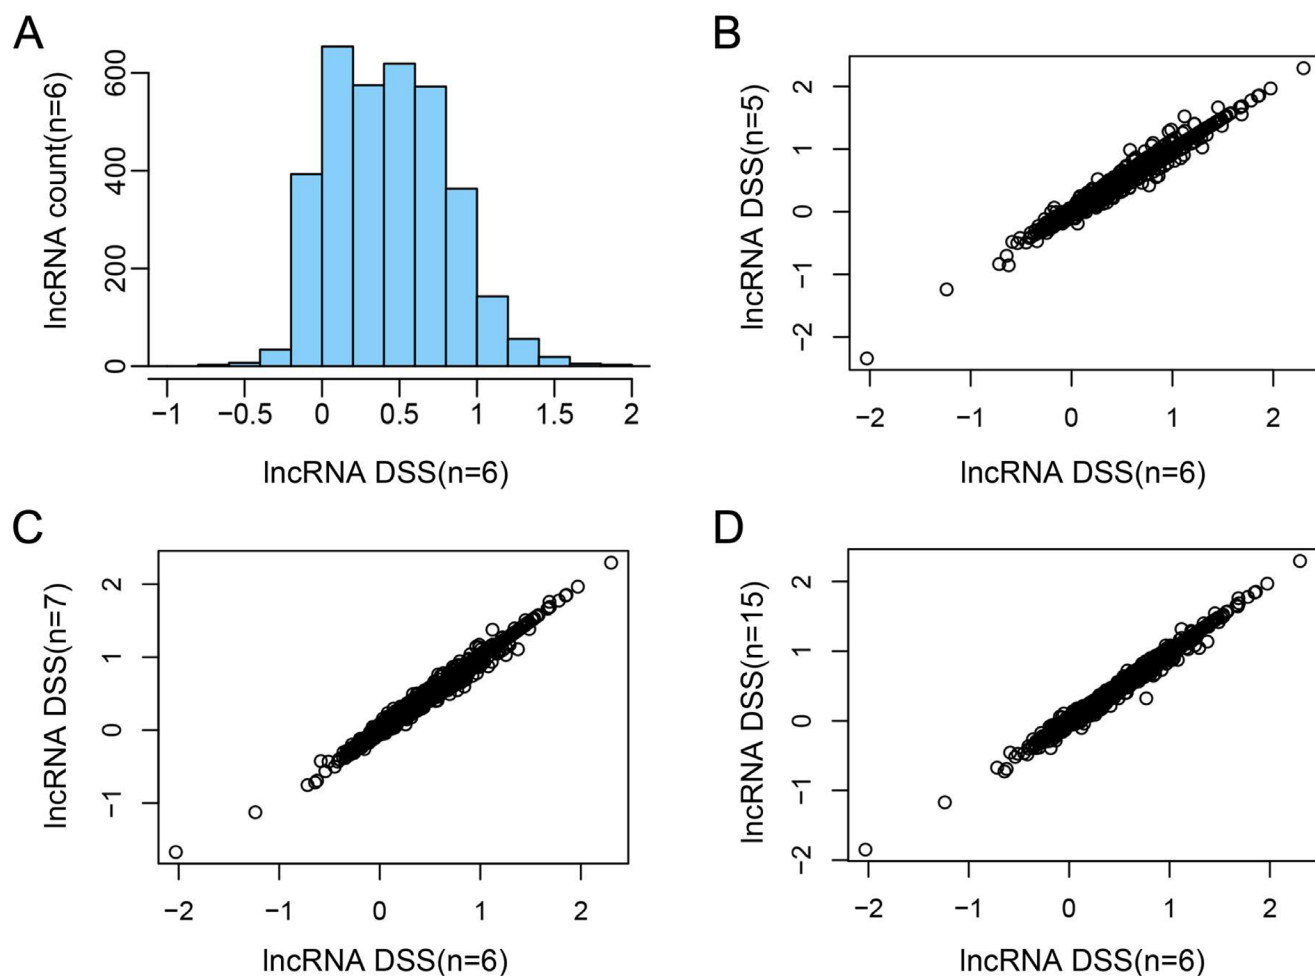 A
lncRNA count(n=6)
600
400
200
0
−1 −0.5 0 0.5 1 1.5 2
lncRNA DSS(n=6)
B
lncRNA DSS(n=5)
2
1
0
−1
−2
−2 −1 0 1 2
lncRNA DSS(n=6)
C
lncRNA DSS(n=7)
2
1
0
−1
−2 −1 0 1 2
lncRNA DSS(n=6)
D
lncRNA DSS(n=15)
2
1
0
−1
−2
−2 −1 0 1 2
lncRNA DSS(n=6)